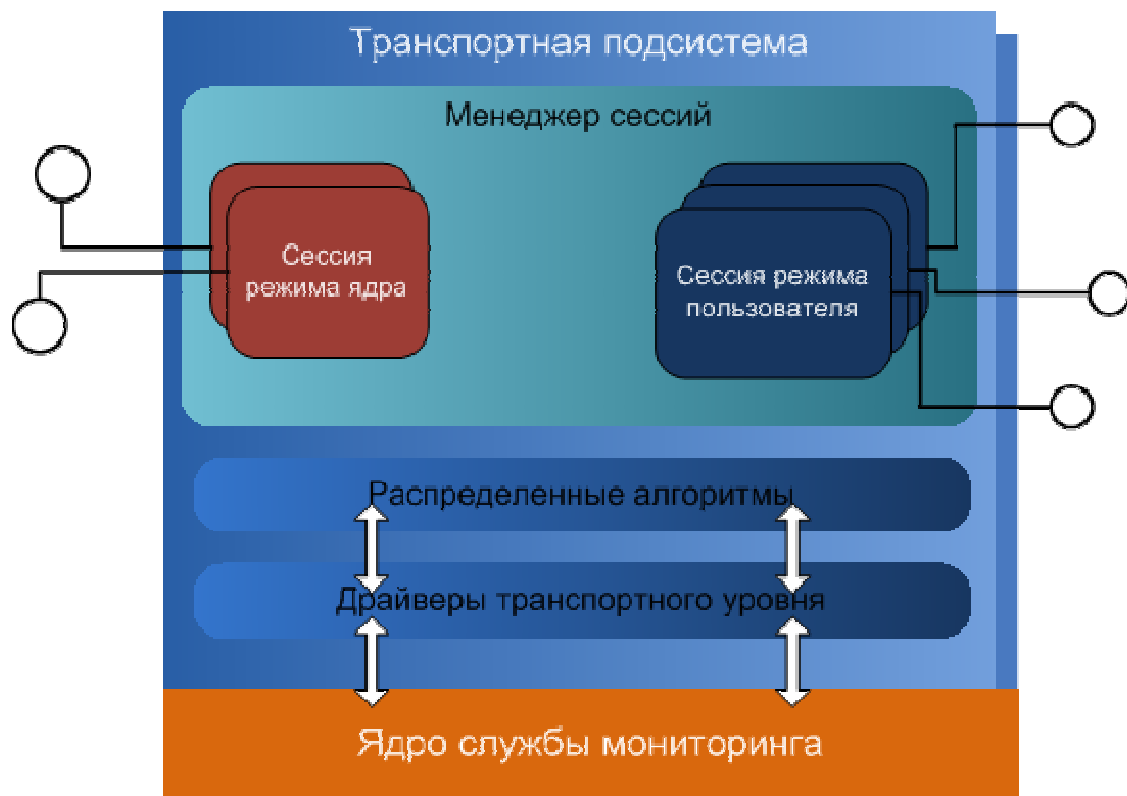 Транспортная подсистема
Менеджер сессий
Сессия
режима ядра
Сессия режима
пользователя
Распределенные алгоритмы
Драйверы транспортного уровня
Ядро службы мониторинга